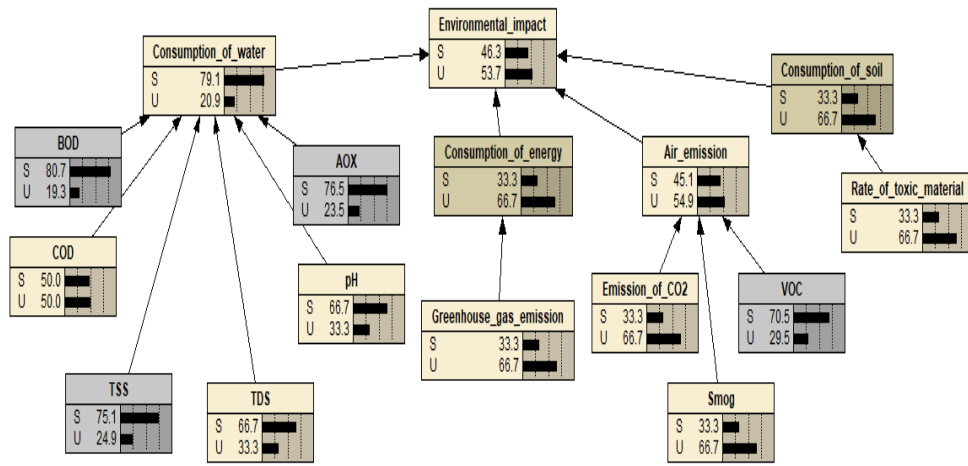 Environmental_impact
S 46.3
U 53.7
Consumption_of_water
S 79.1
U 20.9
Consumption_of_soil
S 33.3
U 66.7
BOD
S 80.7
U 19.3
AOX
S 76.5
U 23.5
Consumption_of_energy
S 33.3
U 66.7
Air_emission
S 45.1
U 54.9
Rate_of_toxic_material
S 33.3
U 66.7
COD
S 50.0
U 50.0
pH
S 66.7
U 33.3
Greenhouse_gas_emission
S 33.3
U 66.7
Emission_of_CO2
S 33.3
U 66.7
VOC
S 70.5
U 29.5
TSS
S 75.1
U 24.9
TDS
S 66.7
U 33.3
Smog
S 33.3
U 66.7